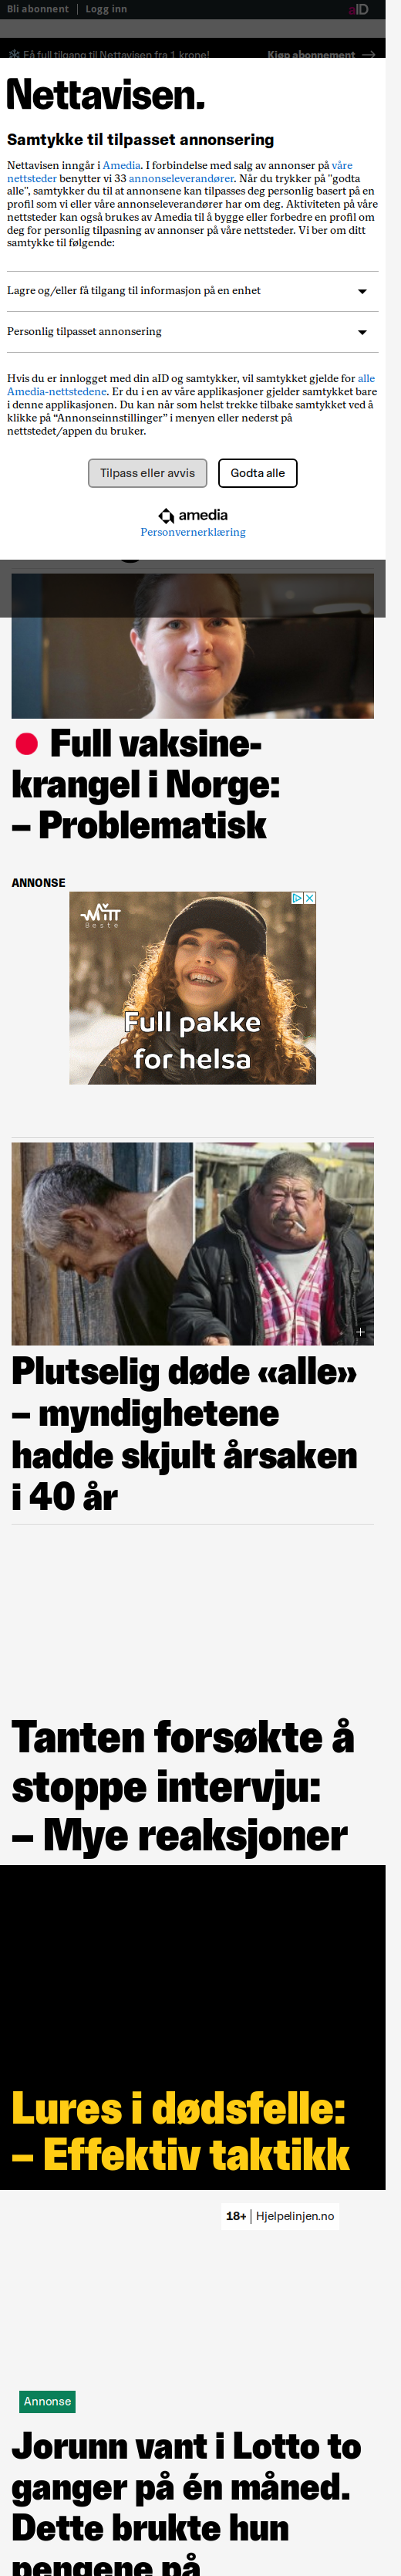 Bli abonnent | Logg inn
aID
Få full tilgang til Nettavisen fra 1 krone!
Kjøp abonnement →
Nettavisen.
Samtykke til tilpasset annonsering
Nettavisen inngår i Amedia. I forbindelse med salg av annonser på våre
nettsteder benytter vi 33 annonseleverandører. Når du trykker på "godta
alle", samtykker du til at annonsene kan tilpasses deg personlig basert på en
profil som vi eller våre annonseleverandører har om deg. Aktiviteten på våre
nettsteder kan også brukes av Amedia til å bygge eller forbedre en profil om
deg for personlig tilpasning av annonser på våre nettsteder. Vi ber om ditt
samtykke til følgende:
Lagre og/eller få tilgang til informasjon på en enhet
Personlig tilpasset annonsering
Hvis du er innlogget med din aID og samtykker, vil samtykket gjelde for alle
Amedia-nettstedene. Er du i en av våre applikasjoner gjelder samtykket bare
i denne applikasjonen. Du kan når som helst trekke tilbake samtykket ved å
klikke på “Annonseinnstillinger” i menyen eller nederst på
nettstedet/appen du bruker.
Tilpass eller avvis
Godta alle
amedia
Personvernerklæring
Full vaksine-
krangel i Norge:
– Problematisk
ANNONSE
MITT
Beste
Full pakke
for helsa
Plutselig døde «alle»
– myndighetene
hadde skjult årsaken
i 40 år
Tanten forsøkte å
stoppe intervju:
– Mye reaksjoner
Lures i dødsfelle:
– Effektiv taktikk
18+ | Hjelpelinjen.no
Annonse
Jorunn vant i Lotto to
ganger på én måned.
Dette brukte hun
pengene på